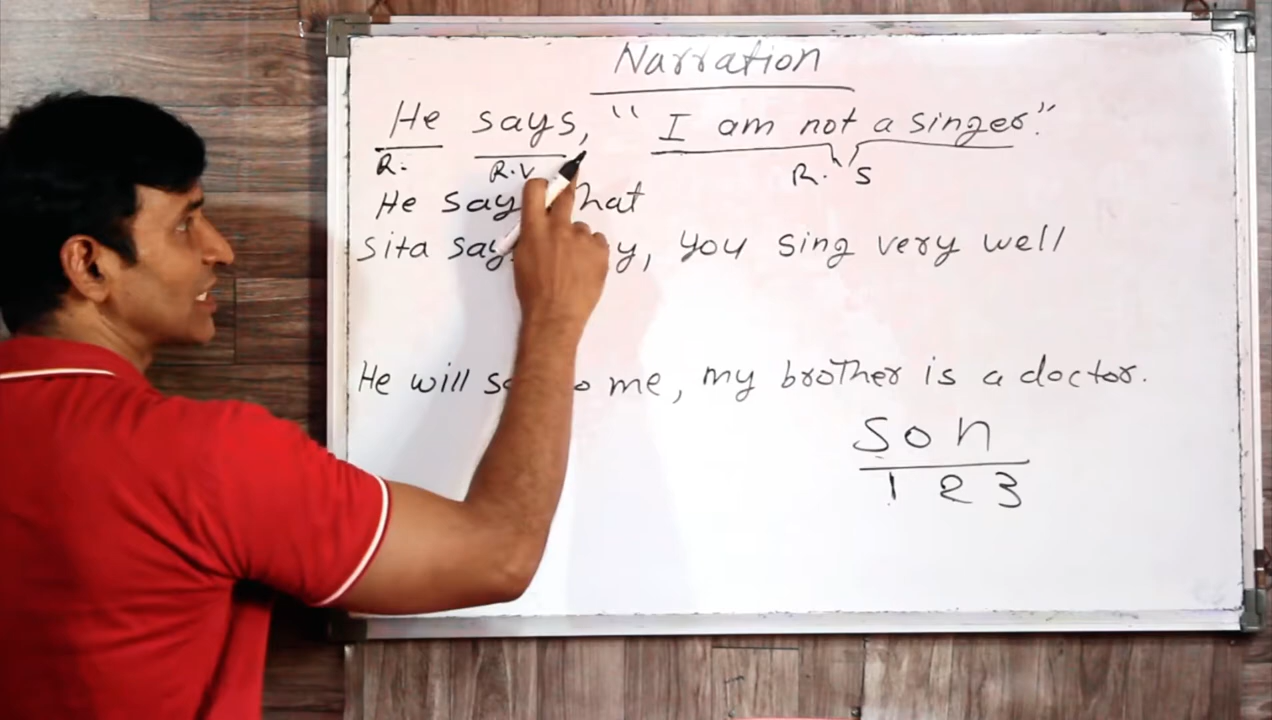 Narration
He says, " I am not a singer."
R. R.V R. S
He say hat
Sita say y, you sing very well
He will s o me, my brother is a doctor.
S O N
1 2 3